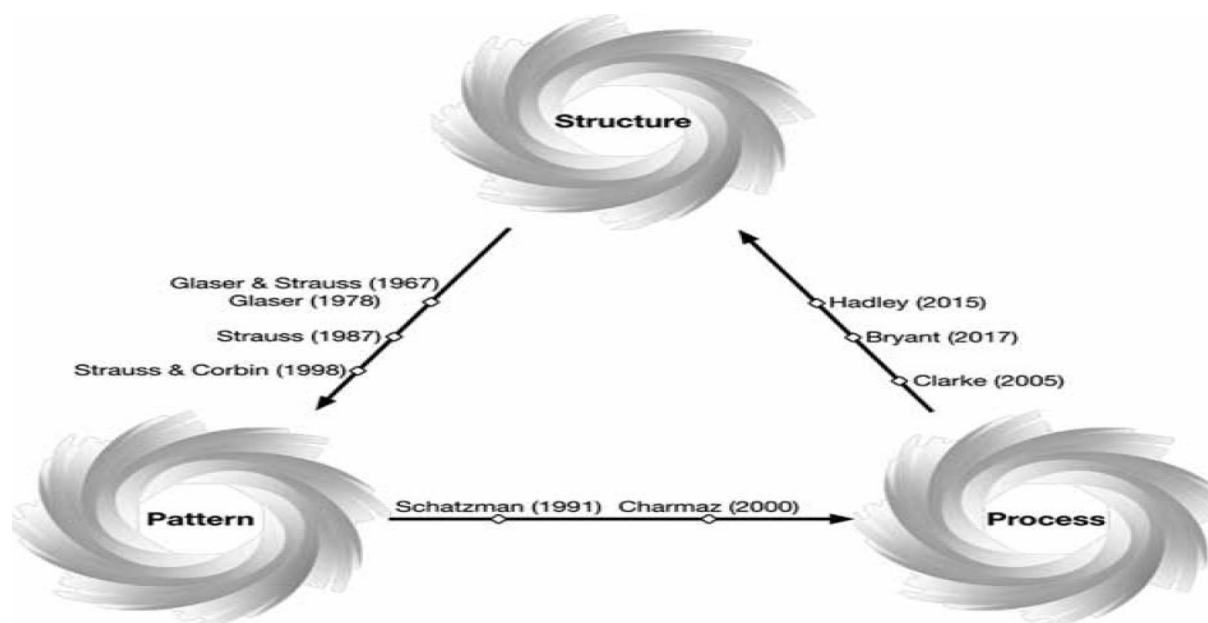 Structure
Glaser & Strauss (1967)
Glaser (1978)
Strauss (1987)
Strauss & Corbin (1998)
Hadley (2015)
Bryant (2017)
Clarke (2005)
Pattern
Schatzman (1991)
Charmaz (2000)
Process